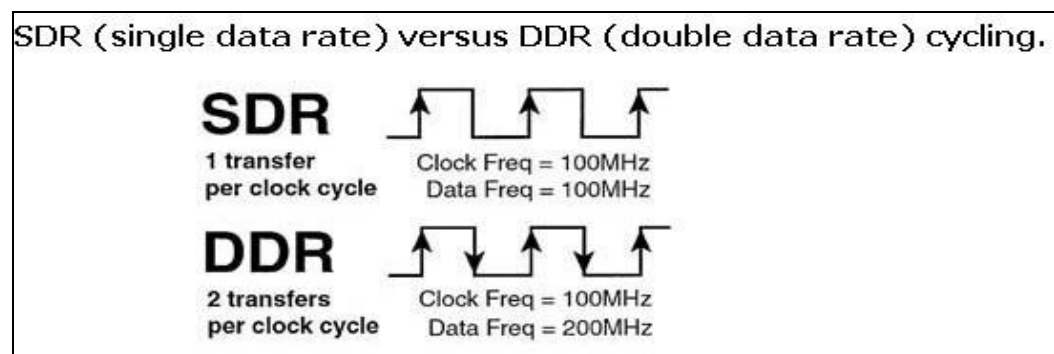 SDR (single data rate) versus DDR (double data rate) cycling.
SDR
1 transfer
per clock cycle
Clock Freq = 100MHz
Data Freq = 100MHz
DDR
2 transfers
per clock cycle
Clock Freq = 100MHz
Data Freq = 200MHz